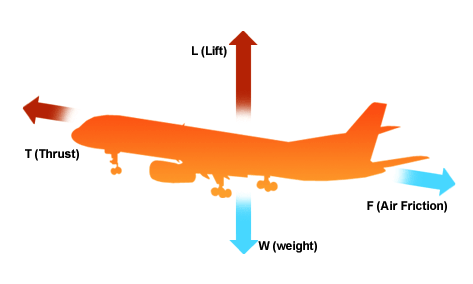 L (Lift)
T (Thrust)
F (Air Friction)
W (weight)